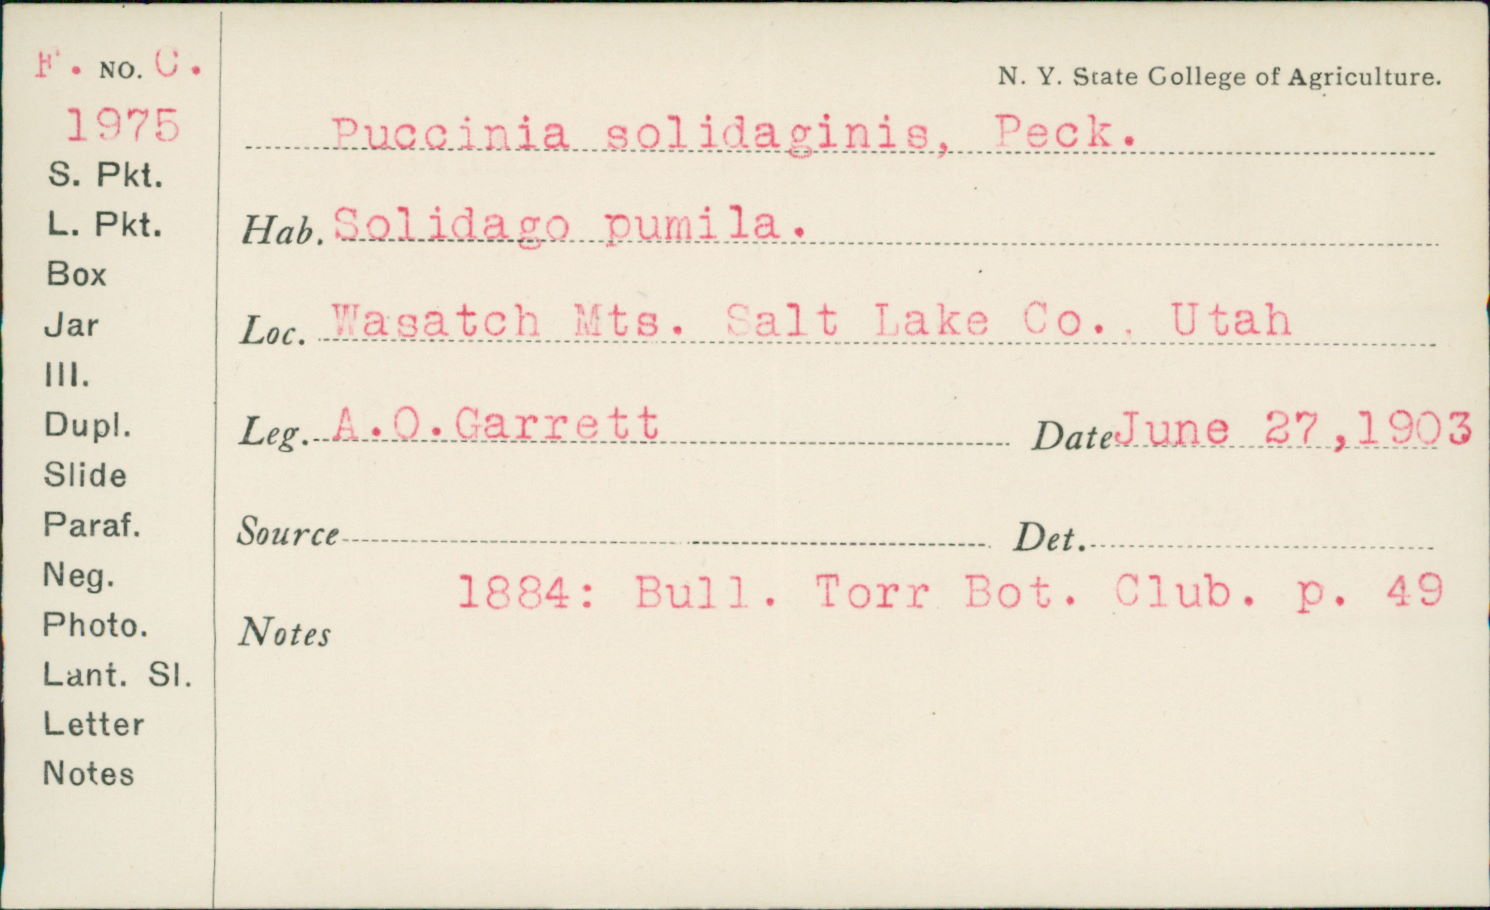 F. NO. C.
1975
S. Pkt.
L. Pkt.
Box
Jar
Ill.
Dupl.
Slide
Paraf.
Neg.
Photo.
Lant. Sl.
Letter
Notes
N. Y. State College of Agriculture.
Puccinia solidaginis, Peck.
Hab. Solidago pumila.
Loc. Wasatch Mts. Salt Lake Co., Utah
Leg. A.O.Garrett Date June 27,1903
Source Det.
1884: Bull. Torr Bot. Club. p. 49
Notes